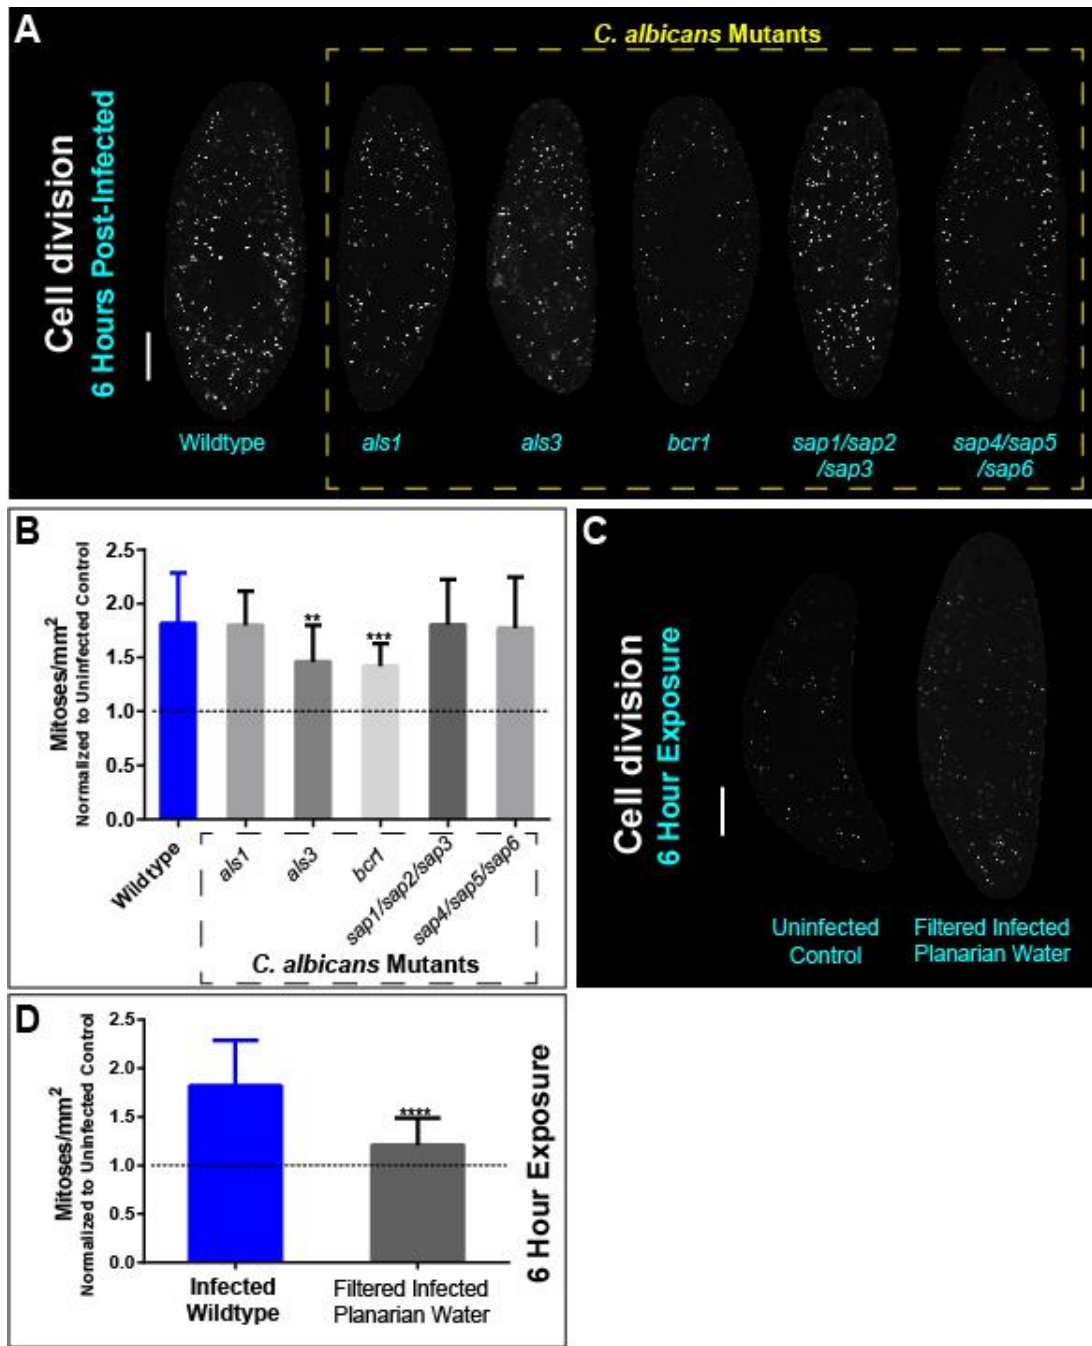 A
C. albicans Mutants
Cell division
6 Hours Post-Infected
Wildtype
als1
als3
bcr1
sap1/sap2
/sap3
sap4/sap5
/sap6
B
Mitoses/mm2
Normalized to Uninfected Control
2.5
2.0
1.5
1.0
0.5
0.0
**
***
Wildtype
als1
als3
bcr1
sap1/sap2/sap3
sap4/sap5/sap6
C. albicans Mutants
C
Cell division
6 Hour Exposure
Uninfected
Control
Filtered Infected
Planarian Water
D
Mitoses/mm2
Normalized to Uninfected Control
2.5
2.0
1.5
1.0
0.5
0.0
****
Infected
Wildtype
Filtered Infected
Planarian Water
6 Hour Exposure